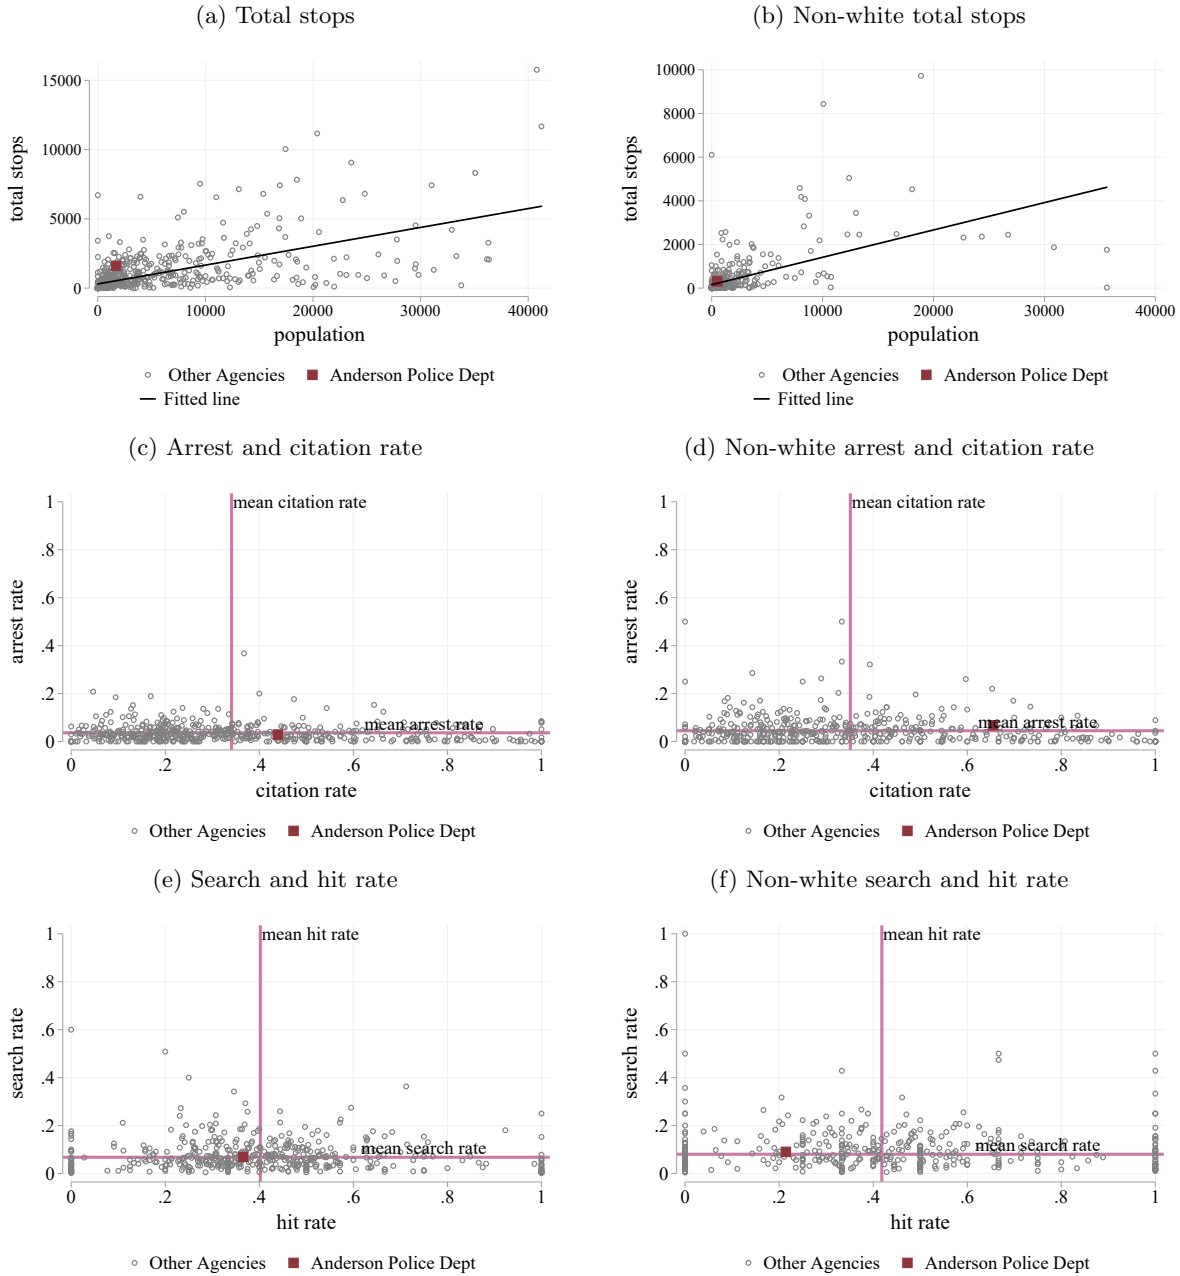 (a) Total stops
(b) Non-white total stops
total stops
15000
10000
5000
0
0 10000 20000 30000 40000
population
Other Agencies Anderson Police Dept
Fitted line
total stops
10000
8000
6000
4000
2000
0
0 10000 20000 30000 40000
population
Other Agencies Anderson Police Dept
Fitted line
(c) Arrest and citation rate
(d) Non-white arrest and citation rate
arrest rate
1
.8
.6
.4
.2
0
mean citation rate
mean arrest rate
0 .2 .4 .6 .8 1
citation rate
Other Agencies Anderson Police Dept
arrest rate
1
.8
.6
.4
.2
0
mean citation rate
mean arrest rate
0 .2 .4 .6 .8 1
citation rate
Other Agencies Anderson Police Dept
(e) Search and hit rate
(f) Non-white search and hit rate
search rate
1
.8
.6
.4
.2
0
mean hit rate
mean search rate
0 .2 .4 .6 .8 1
hit rate
Other Agencies Anderson Police Dept
search rate
1
.8
.6
.4
.2
0
mean hit rate
mean search rate
0 .2 .4 .6 .8 1
hit rate
Other Agencies Anderson Police Dept